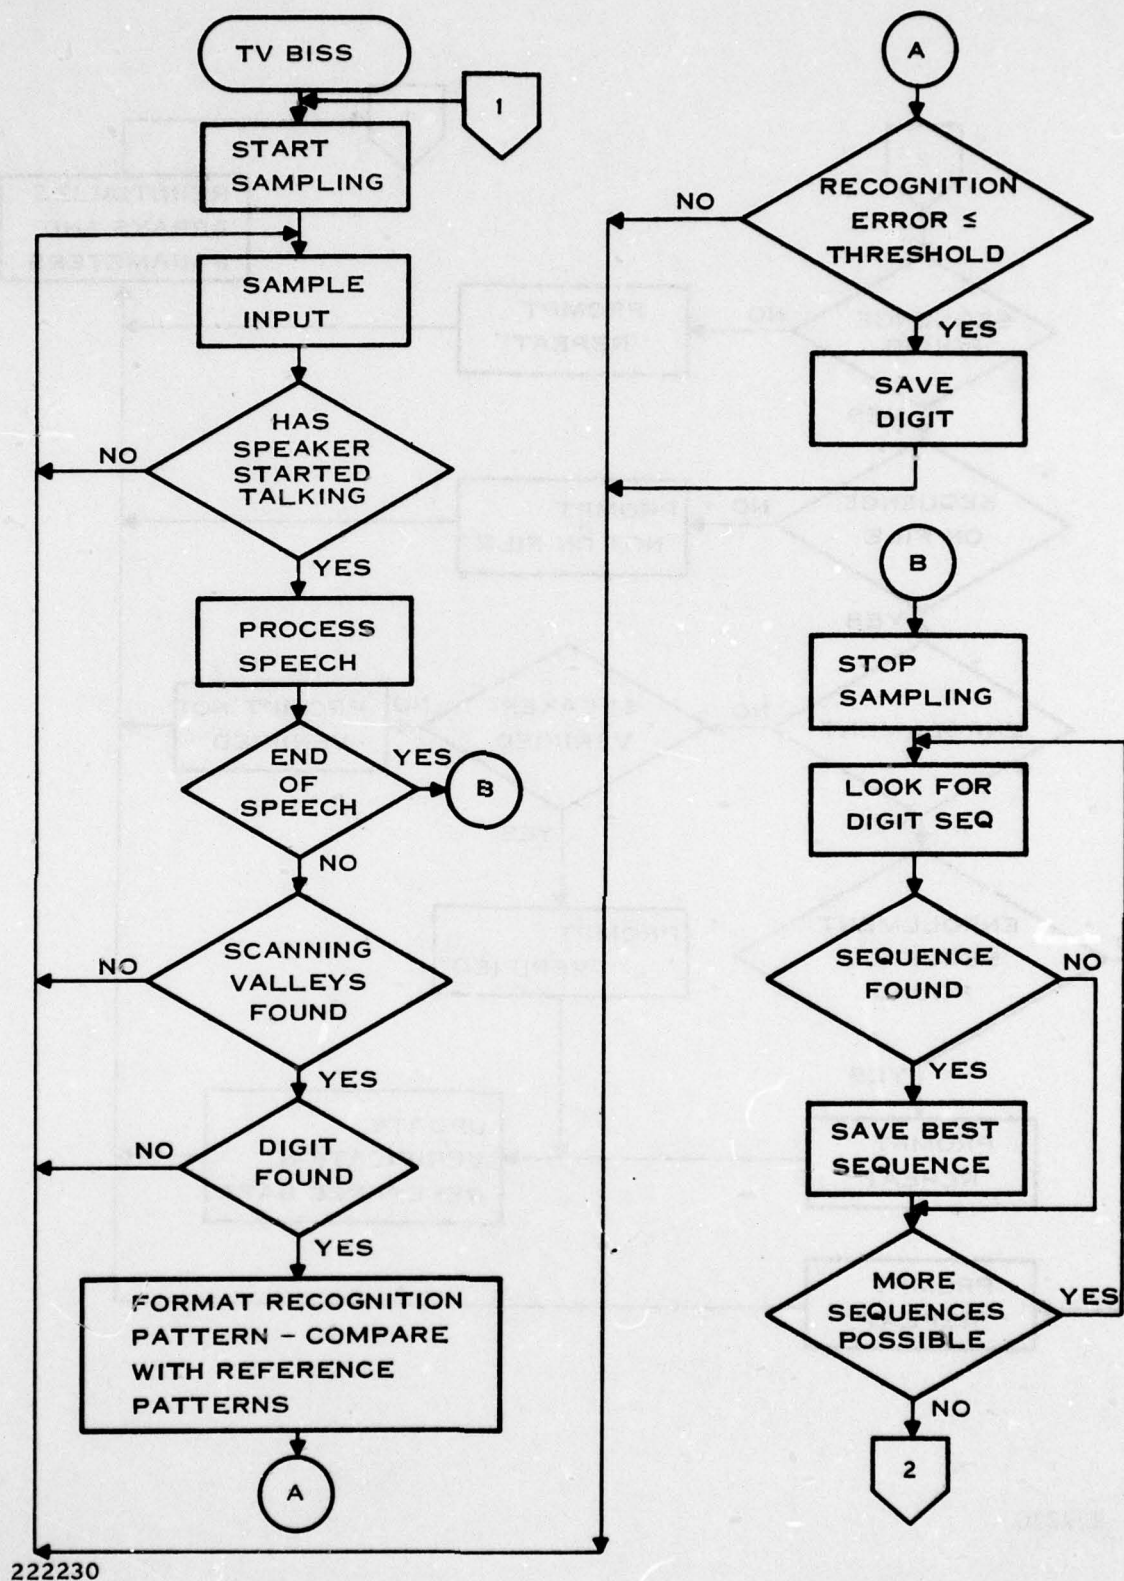 TV BISS
1
START
SAMPLING
SAMPLE
INPUT
HAS
SPEAKER
STARTED
TALKING
NO
YES
PROCESS
SPEECH
END
OF
SPEECH
YES
B
NO
SCANNING
VALLEYS
FOUND
NO
YES
DIGIT
FOUND
NO
YES
FORMAT RECOGNITION
PATTERN – COMPARE
WITH REFERENCE
PATTERNS
A
222230
A
RECOGNITION
ERROR ≤
THRESHOLD
NO
YES
SAVE
DIGIT
B
STOP
SAMPLING
LOOK FOR
DIGIT SEQ
SEQUENCE
FOUND
NO
YES
SAVE BEST
SEQUENCE
MORE
SEQUENCES
POSSIBLE
YES
NO
2